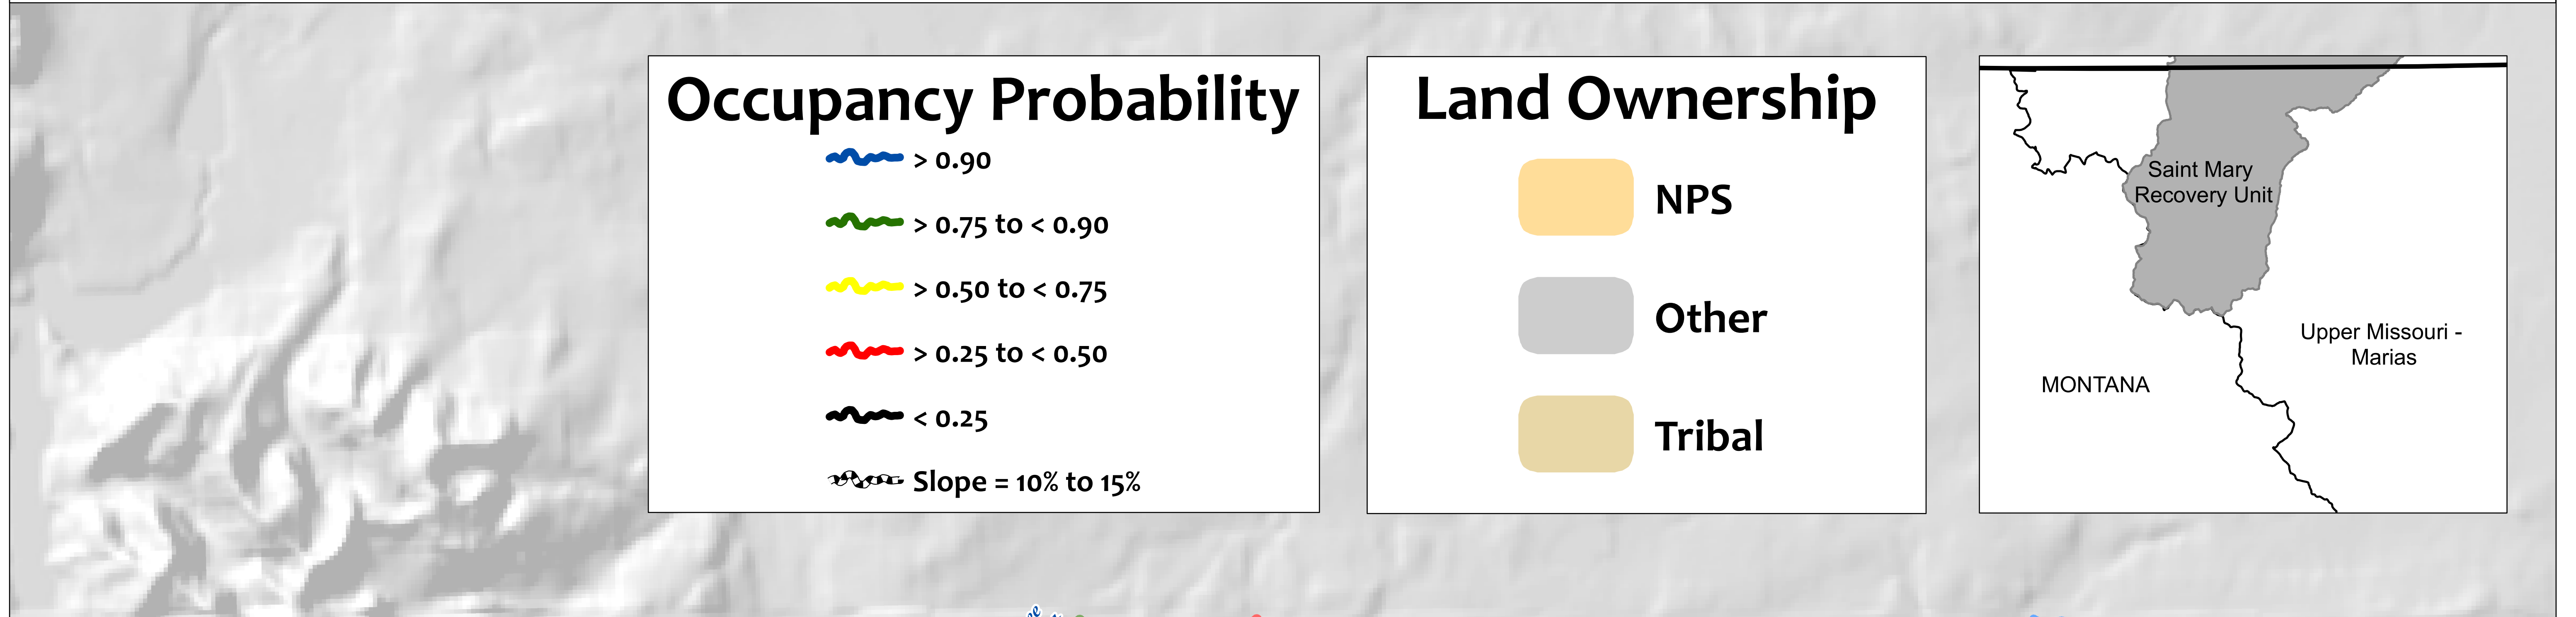 Occupancy Probability
> 0.90
> 0.75 to < 0.90
> 0.50 to < 0.75
> 0.25 to < 0.50
< 0.25
Slope = 10% to 15%
Land Ownership
NPS
Other
Tribal
Saint Mary
Recovery Unit
Upper Missouri -
Marias
MONTANA